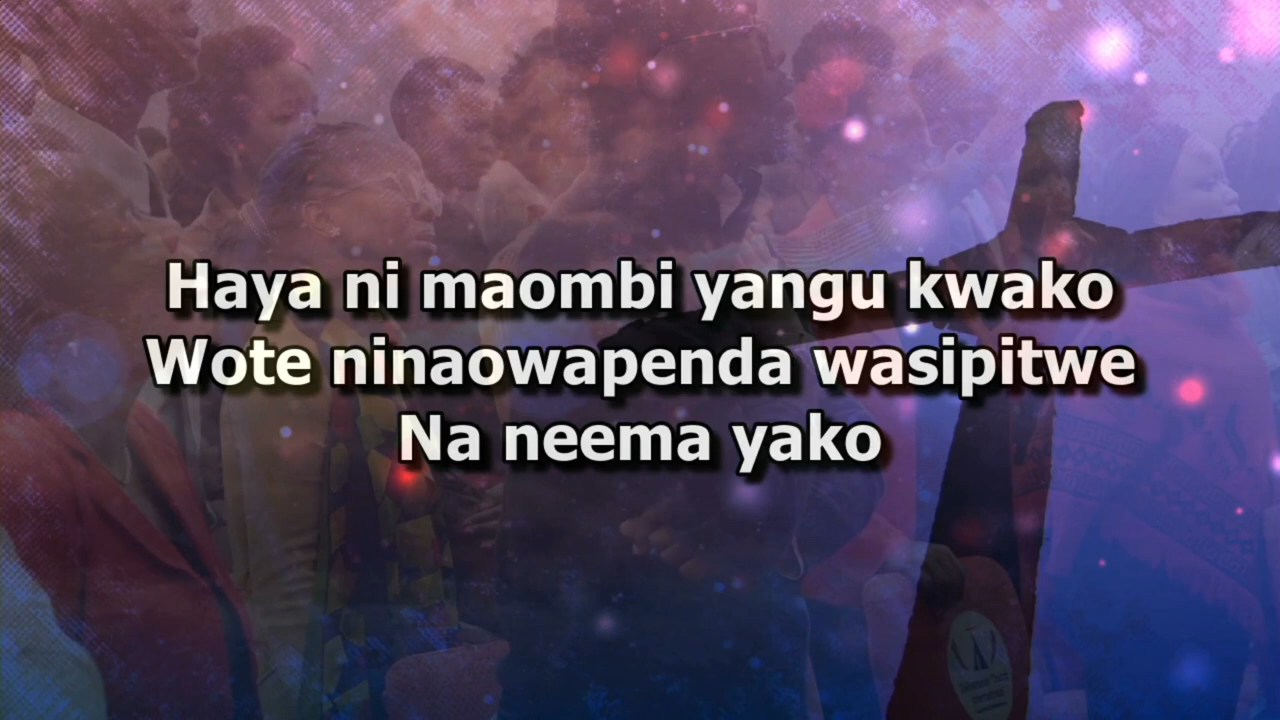 Haya ni maombi yangu kwako
Wote ninaowapenda wasipitwe
Na neema yako